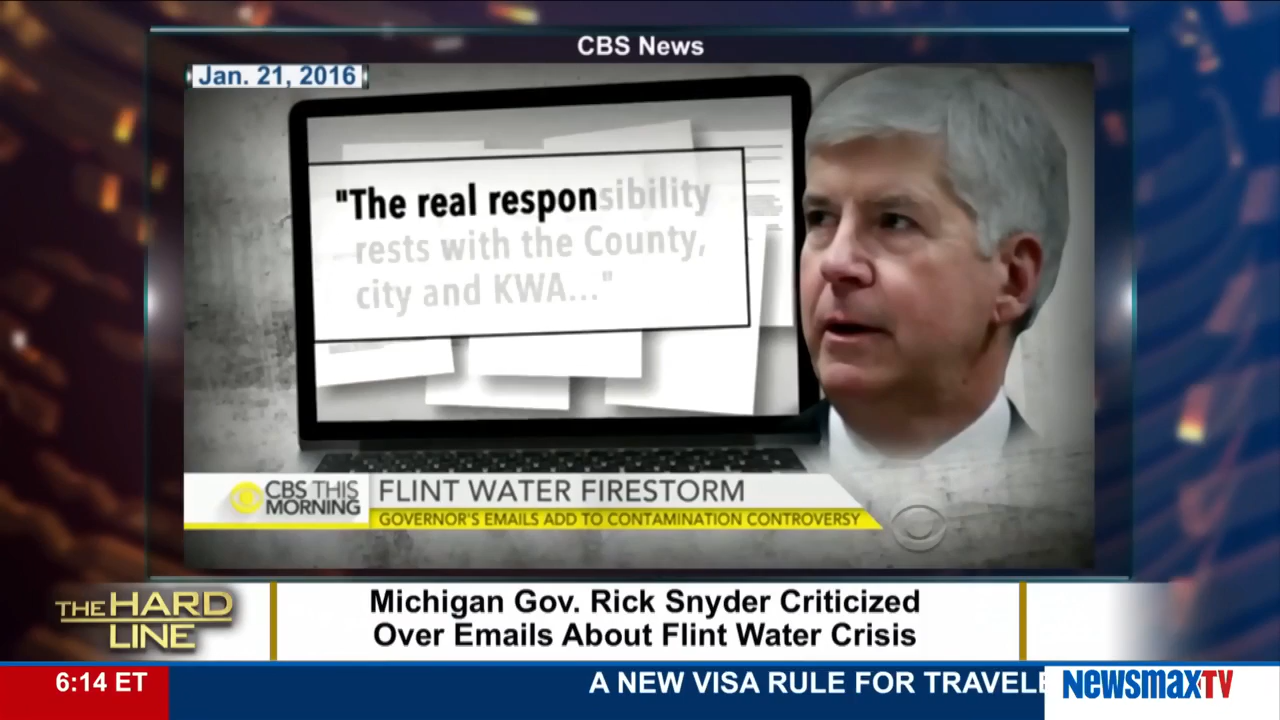 CBS News
Jan. 21, 2016
"The real responsibility
rests with the County,
city and KWA..."
CBS THIS
MORNING
FLINT WATER FIRESTORM
GOVERNOR'S EMAILS ADD TO CONTAMINATION CONTROVERSY
THE HARD
LINE
Michigan Gov. Rick Snyder Criticized
Over Emails About Flint Water Crisis
6:14 ET
A NEW VISA RULE FOR TRAVELE
NEWSMAXTV